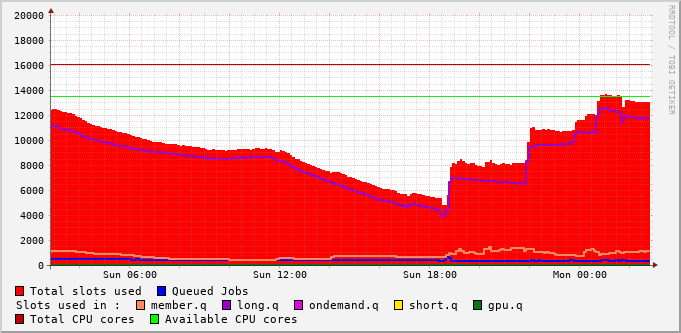 20000
18000
16000
14000
12000
10000
8000
6000
4000
2000
0
Sun 06:00 Sun 12:00 Sun 18:00 Mon 00:00
RRDTOOL / TOBI OETIKER
Total slots used Queued Jobs
Slots used in : member.q long.q ondemand.q short.q gpu.q
Total CPU cores Available CPU cores